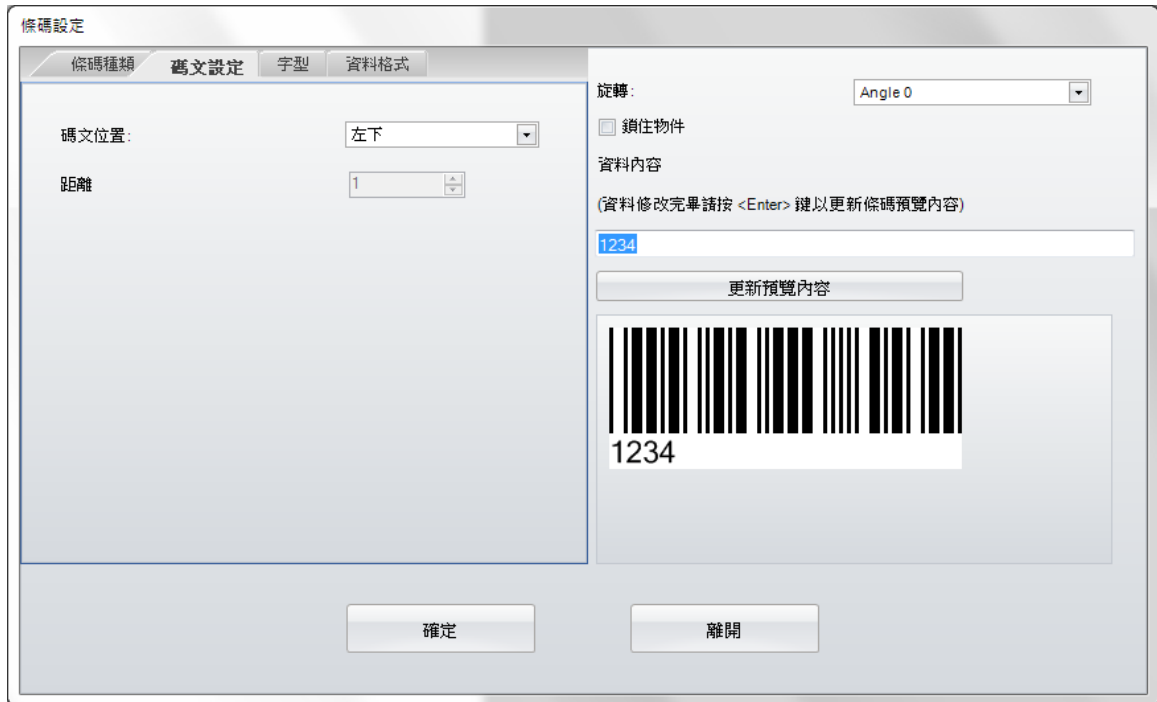 條碼設定
條碼種類 碼文設定 字型 資料格式
碼文位置: 左下
距離 1
旋轉: Angle 0
鎖住物件
資料內容
(資料修改完畢請按 <Enter> 鍵以更新條碼預覽內容)
1234
更新預覽內容
1234
確定 離開